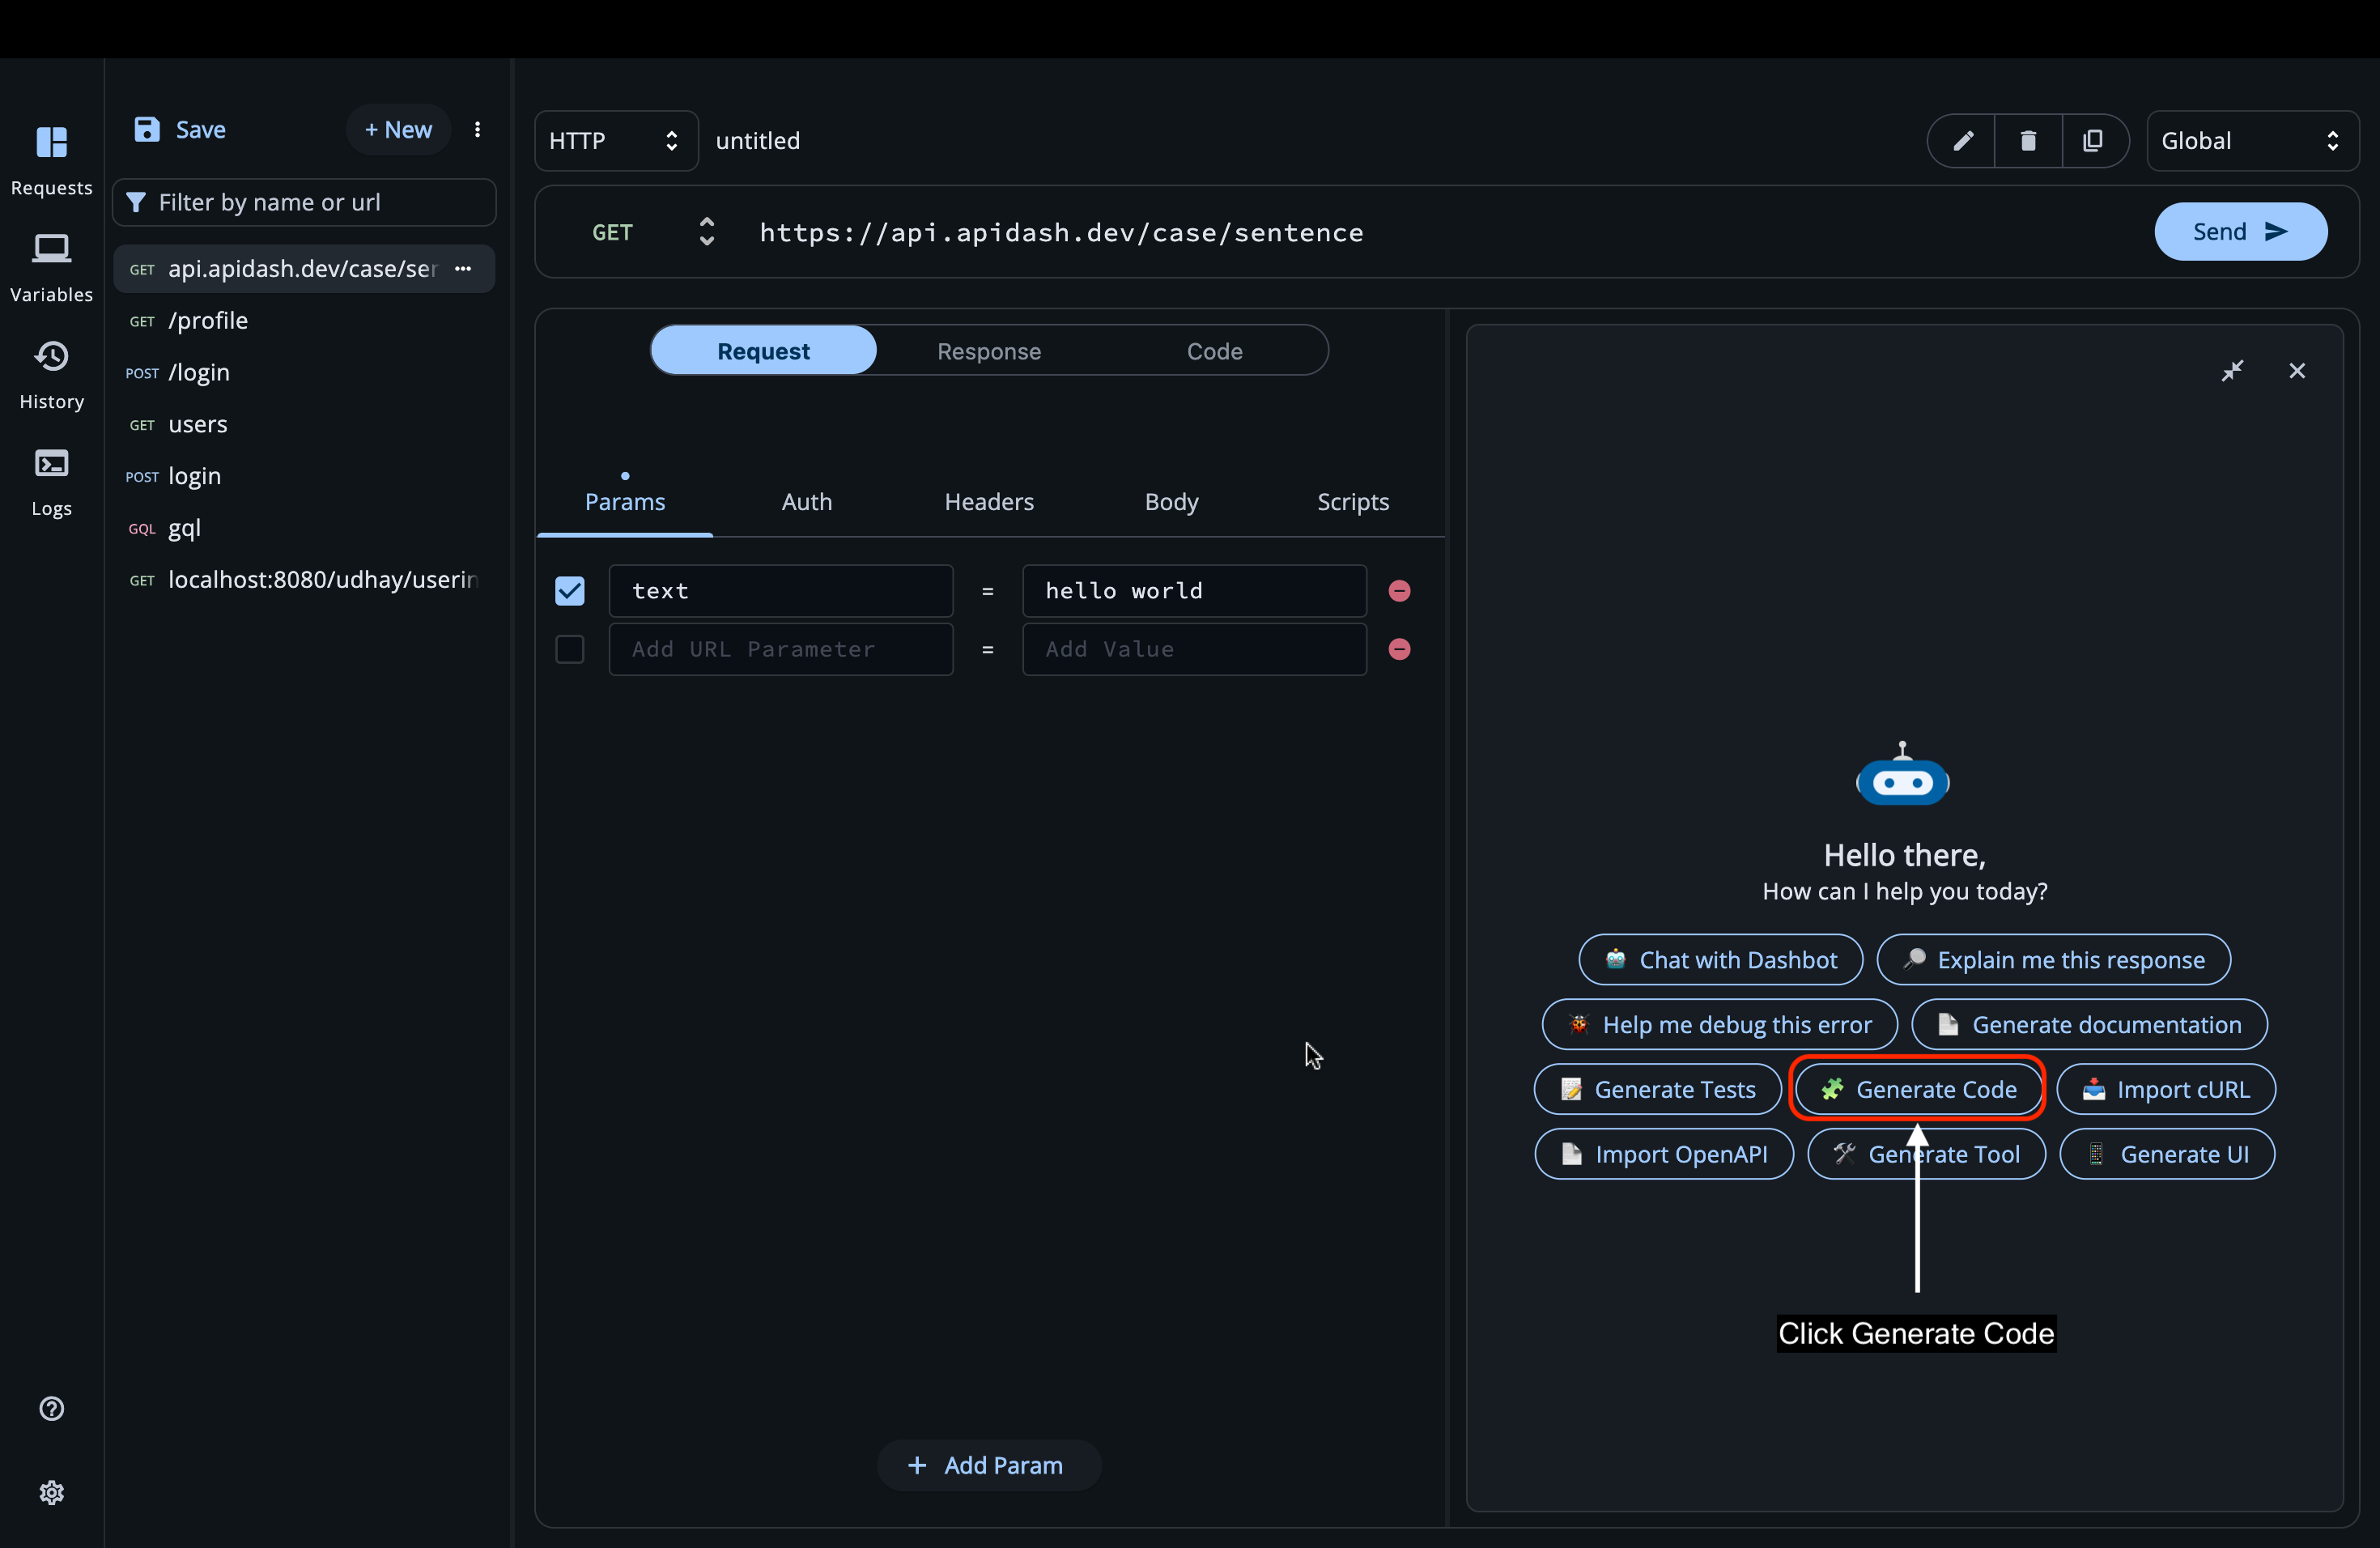 Requests
Variables
History
Logs
Save
+ New
Filter by name or url
GET api.apidash.dev/case/ser
GET /profile
POST /login
GET users
POST login
GQL gql
GET localhost:8080/udhay/userin
HTTP
untitled
Global
GET
https://api.apidash.dev/case/sentence
Send
Request
Response
Code
Params
Auth
Headers
Body
Scripts
text = hello world
Add URL Parameter = Add Value
+ Add Param
Hello there,
How can I help you today?
Chat with Dashbot
Explain me this response
Help me debug this error
Generate documentation
Generate Tests
Generate Code
Import cURL
Import OpenAPI
Generate Tool
Generate UI
Click Generate Code